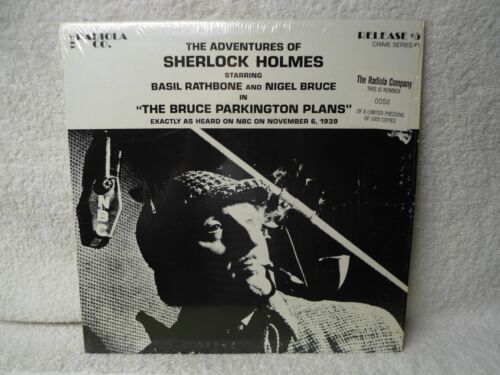 RADIOLA
CO.
RELEASE #5
CRIME SERIES #1
THE ADVENTURES OF
SHERLOCK HOLMES
STARRING
BASIL RATHBONE AND NIGEL BRUCE
IN
"THE BRUCE PARKINGTON PLANS"
EXACTLY AS HEARD ON NBC ON NOVEMBER 6, 1939
The Radiola Company
THIS IS NUMBER
0050
OF A LIMITED PRESSING
OF 1000 COPIES